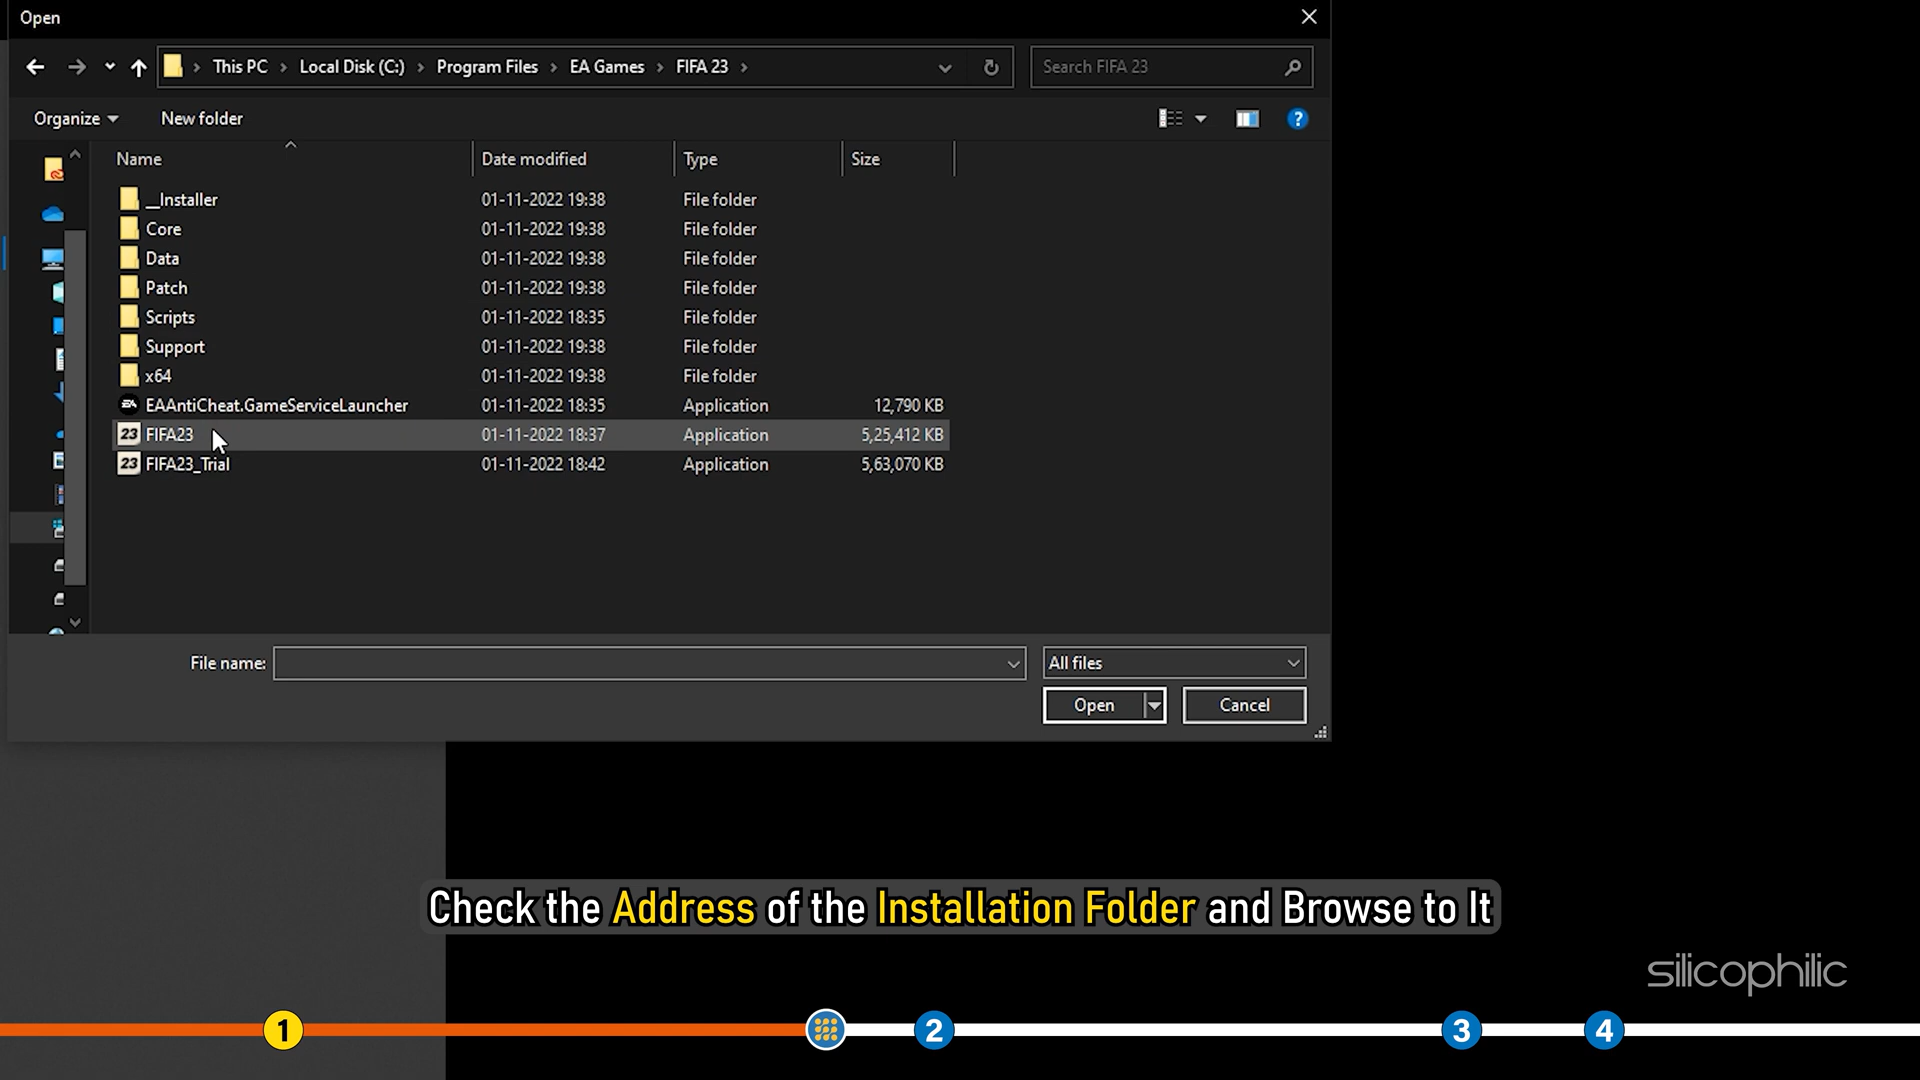 Open
This PC > Local Disk (C:) > Program Files > EA Games > FIFA 23 >
Search FIFA 23
Organize
New folder
Name Date modified Type Size
__Installer 01-11-2022 19:38 File folder
Core 01-11-2022 19:38 File folder
Data 01-11-2022 19:38 File folder
Patch 01-11-2022 19:38 File folder
Scripts 01-11-2022 18:35 File folder
Support 01-11-2022 19:38 File folder
x64 01-11-2022 19:38 File folder
EAAntiCheat.GameServiceLauncher 01-11-2022 18:35 Application 12,790 KB
23 FIFA23 01-11-2022 18:37 Application 5,25,412 KB
23 FIFA23_Trial 01-11-2022 18:42 Application 5,63,070 KB
File name:
All files
Open
Cancel
Check the Address of the Installation Folder and Browse to It
silicophilic
1 2 3 4